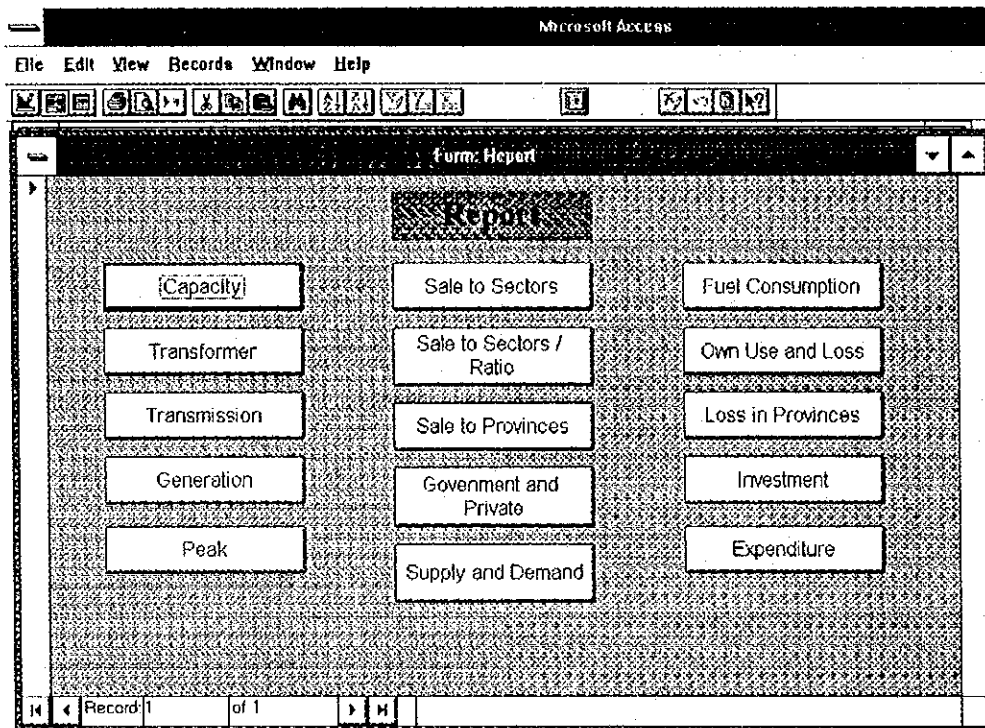 Microsoft Access
File Edit View Records Window Help
Form: Report
Report
Capacity
Transformer
Transmission
Generation
Peak
Sale to Sectors
Sale to Sectors /
Ratio
Sale to Provinces
Govenment and
Private
Supply and Demand
Fuel Consumption
Own Use and Loss
Loss in Provinces
Investment
Expenditure
Record: 1 of 1